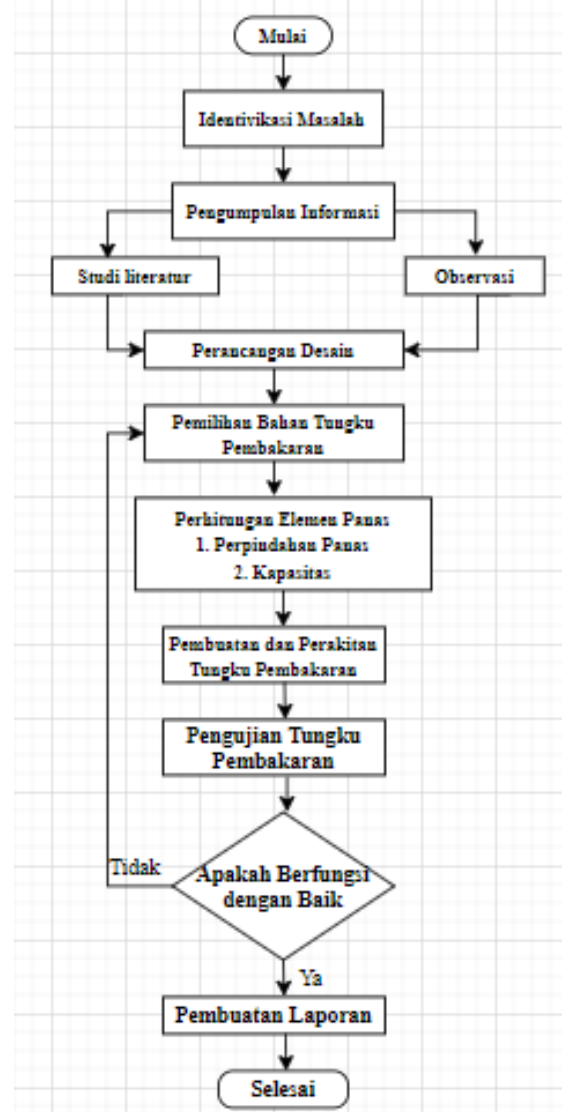 Mulai
Identivikasi Masalah
Pengumpulan Informasi
Studi literatur
Observasi
Perancangan Desain
Pemilihan Bahan Tungku
Pembakaran
Perhitungan Elemen Panas
1. Perpindahan Panas
2. Kapasitas
Pembuatan dan Perakitan
Tungku Pembakaran
Pengujian Tungku
Pembakaran
Tidak
Apakah Berfungsi
dengan Baik
Ya
Pembuatan Laporan
Selesai